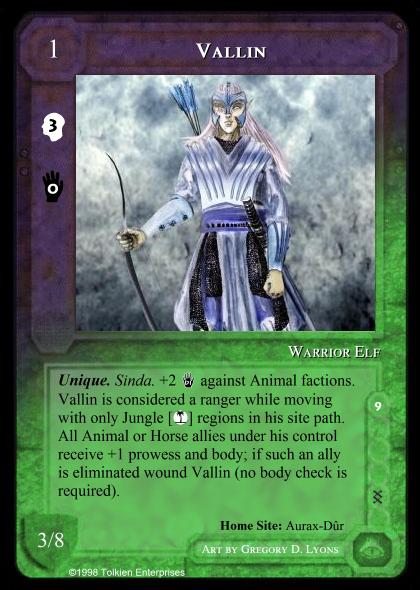 1
VALLIN
3
0
WARRIOR ELF
Unique. Sinda. +2 against Animal factions.
Vallin is considered a ranger while moving
with only Jungle [ ] regions in his site path.
All Animal or Horse allies under his control
receive +1 prowess and body; if such an ally
is eliminated wound Vallin (no body check is
required).
9
Home Site: Aurax-Dûr
3/8
ART BY GREGORY D. LYONS
©1998 Tolkien Enterprises